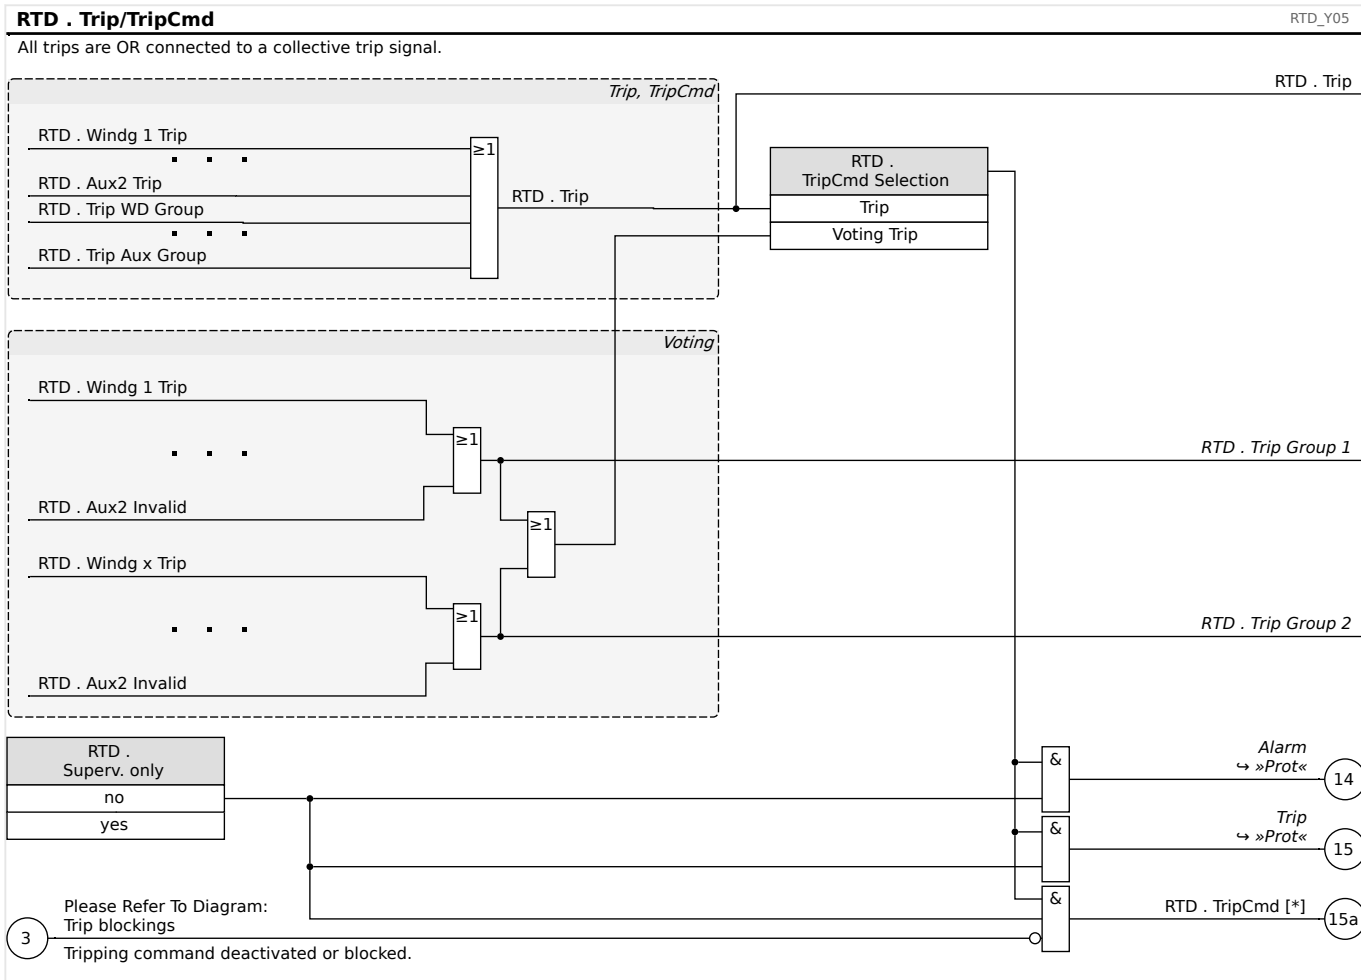 RTD . Trip/TripCmd
RTD_Y05
All trips are OR connected to a collective trip signal.
Trip, TripCmd
RTD . Trip
RTD . Windg 1 Trip
≥1
RTD . Aux2 Trip
RTD . Trip WD Group
RTD . Trip Aux Group
RTD . Trip
RTD .
TripCmd Selection
Trip
Voting Trip
Voting
RTD . Windg 1 Trip
≥1
RTD . Trip Group 1
RTD . Aux2 Invalid
≥1
RTD . Windg x Trip
≥1
RTD . Trip Group 2
RTD . Aux2 Invalid
RTD .
Superv. only
no
yes
&
Alarm
↪ »Prot«
14
&
Trip
↪ »Prot«
15
&
RTD . TripCmd [*]
15a
3
Please Refer To Diagram:
Trip blockings
Tripping command deactivated or blocked.